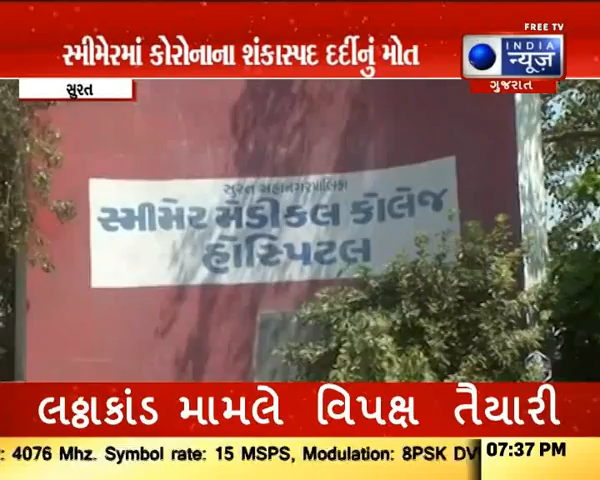 FREE TV
સ્મીમેરમાં કોરોનાના શંકાસ્પદ દર્દીનું મોત
INDIA
ન્યૂઝ
ગુજરાત
સુરત
સુરત મહાનગરપાલિકા
સ્મીમેર મેડીકલ કોલેજ
હોસ્પિટલ
લઠ્ઠાકાંડ મામલે વિપક્ષ તૈયારી
: 4076 Mhz. Symbol rate: 15 MSPS, Modulation: 8PSK DV
07:37 PM